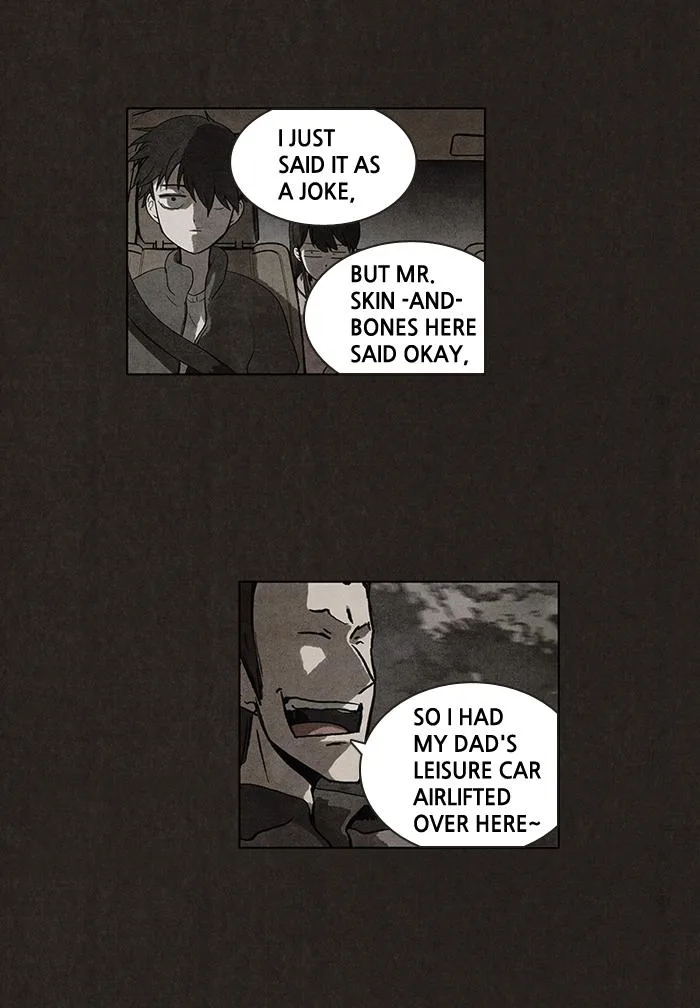 I JUST
SAID IT AS
A JOKE,
BUT MR.
SKIN -AND-
BONES HERE
SAID OKAY,
SO I HAD
MY DAD'S
LEISURE CAR
AIRLIFTED
OVER HERE~